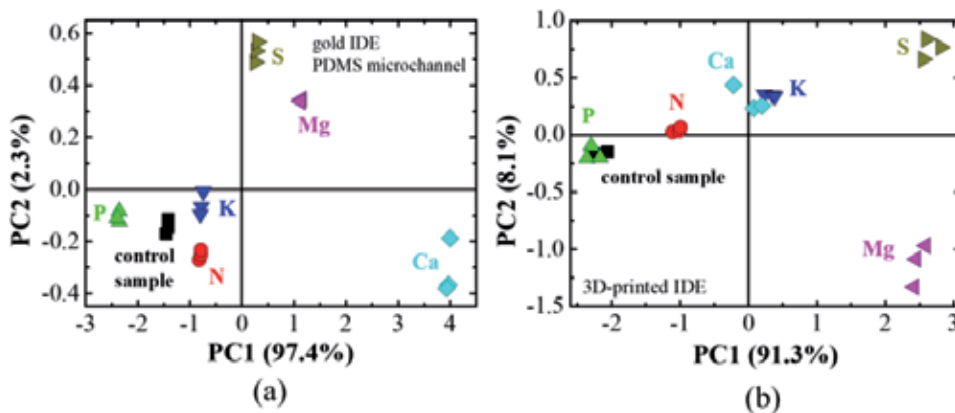 0.6
0.4
0.2
0.0
-0.2
-0.4
PC2 (2.3%)
S
gold IDE
PDMS microchannel
Mg
P
K
control
sample
N
Ca
-3 -2 -1 0 1 2 3 4
PC1 (97.4%)
(a)
1.0
0.5
0.0
-0.5
-1.0
-1.5
PC2 (8.1%)
S
Ca
K
N
P
control sample
Mg
3D-printed IDE
-2 -1 0 1 2 3
PC1 (91.3%)
(b)